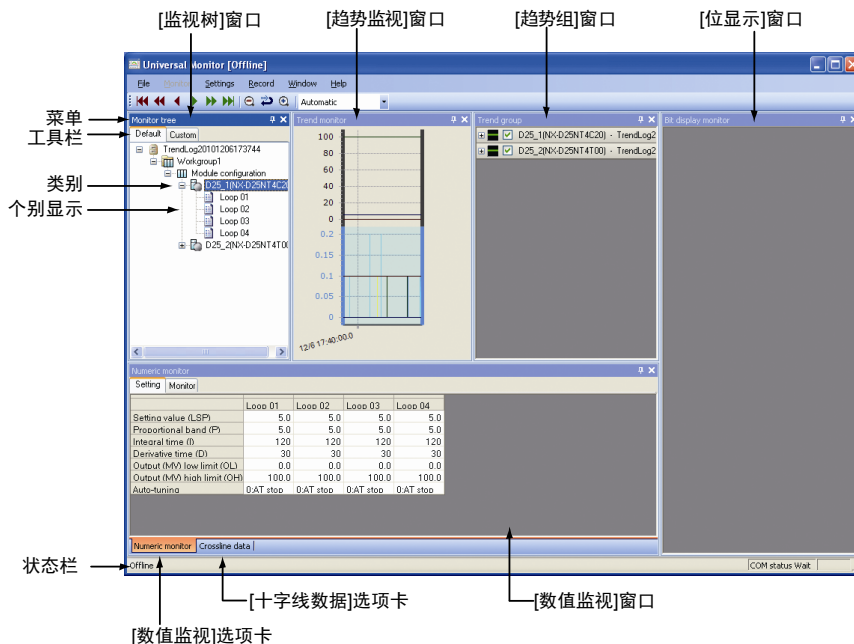 [监视树]窗口
[趋势监视]窗口
[趋势组]窗口
[位显示]窗口
Universal Monitor [Offline]
File Monitor Settings Record Window Help
Automatic
菜单
工具栏
类别
个别显示
Monitor tree
Default Custom
TrendLog20101206173744
Workgroup1
Module configuration
D25_1(NX-D25NT4C20
Loop 01
Loop 02
Loop 03
Loop 04
D25_2(NX-D25NT4T00
Trend monitor
100
80
60
40
20
0
0.2
0.15
0.1
0.05
0
12/6 17:40:00.0
Trend group
D25_1(NX-D25NT4C20) - TrendLog2
D25_2(NX-D25NT4T00) - TrendLog2
Bit display monitor
Numeric monitor
Setting Monitor
Loop 01 Loop 02 Loop 03 Loop 04
Setting value (LSP) 5.0 5.0 5.0 5.0
Proportional band (P) 5.0 5.0 5.0 5.0
Integral time (I) 120 120 120 120
Derivative time (D) 30 30 30 30
Output (MV) low limit (OL) 0.0 0.0 0.0 0.0
Output (MV) high limit (OH) 100.0 100.0 100.0 100.0
Auto-tuning 0:AT stop 0:AT stop 0:AT stop 0:AT stop
Numeric monitor Crossline data
状态栏
Offline COM status Wait
[十字线数据]选项卡
[数值监视]窗口
[数值监视]选项卡